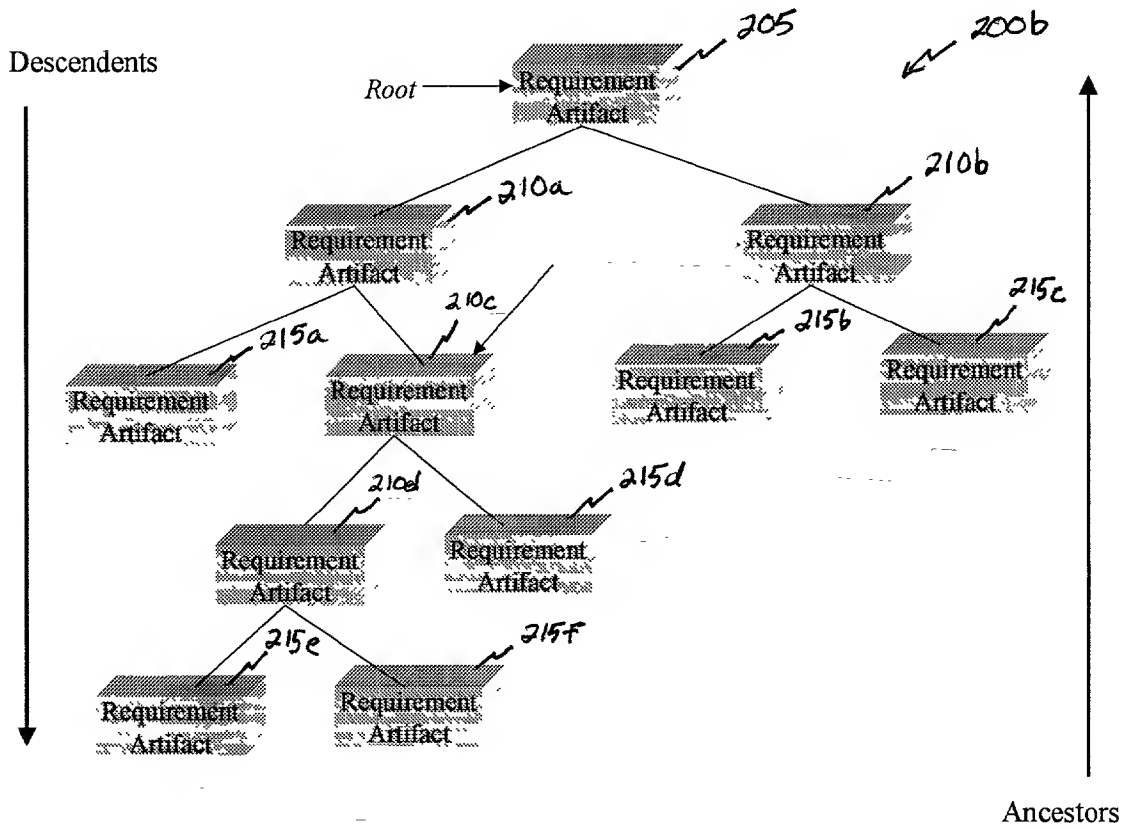 205
200b
Descendents
Root
Requirement
Artifact
210a
210b
Requirement
Artifact
Requirement
Artifact
210c
215a
215b
215c
Requirement
Artifact
Requirement
Artifact
Requirement
Artifact
Requirement
Artifact
210d
215d
Requirement
Artifact
Requirement
Artifact
215e
215f
Requirement
Artifact
Requirement
Artifact
Ancestors